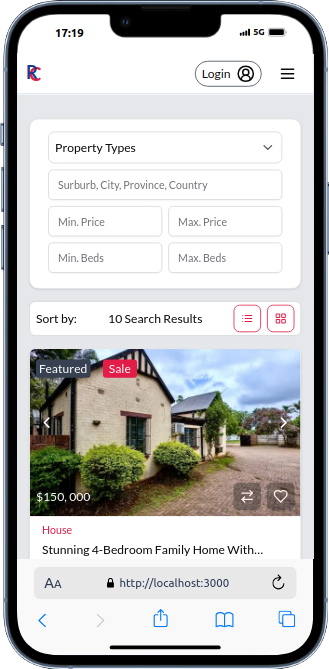 17:19
5G
RC
Login
Property Types
Surburb, City, Province, Country
Min. Price
Max. Price
Min. Beds
Max. Beds
Sort by:
10 Search Results
Featured
Sale
$150, 000
House
Stunning 4-Bedroom Family Home With...
AA
http://localhost:3000